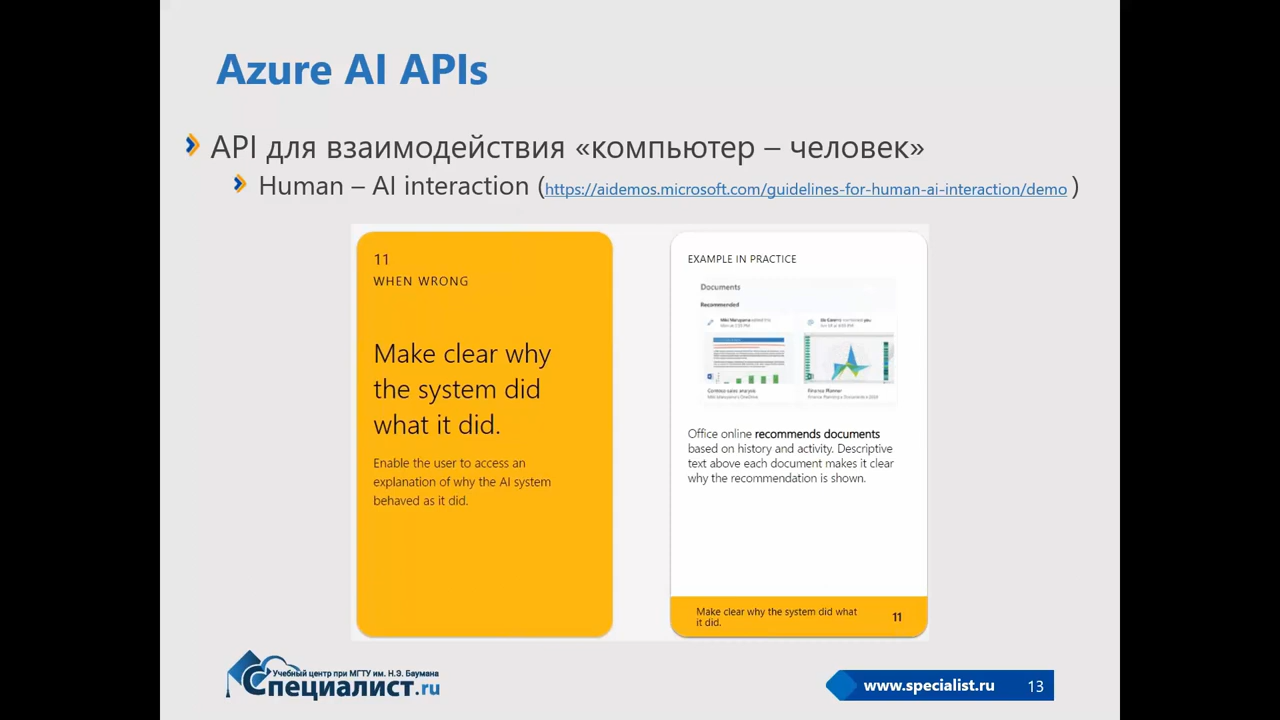 Azure AI APIs
API для взаимодействия «компьютер – человек»
Human – AI interaction (https://aidemos.microsoft.com/guidelines-for-human-ai-interaction/demo )
11
WHEN WRONG
Make clear why
the system did
what it did.
Enable the user to access an
explanation of why the AI system
behaved as it did.
EXAMPLE IN PRACTICE
Documents
Recommended
Contoso sales analysis
Finance Planner
Office online recommends documents
based on history and activity. Descriptive
text above each document makes it clear
why the recommendation is shown.
Make clear why the system did what
it did.
11
Учебный центр при МГТУ им. Н.Э. Баумана
Специалист.ru
www.specialist.ru
13